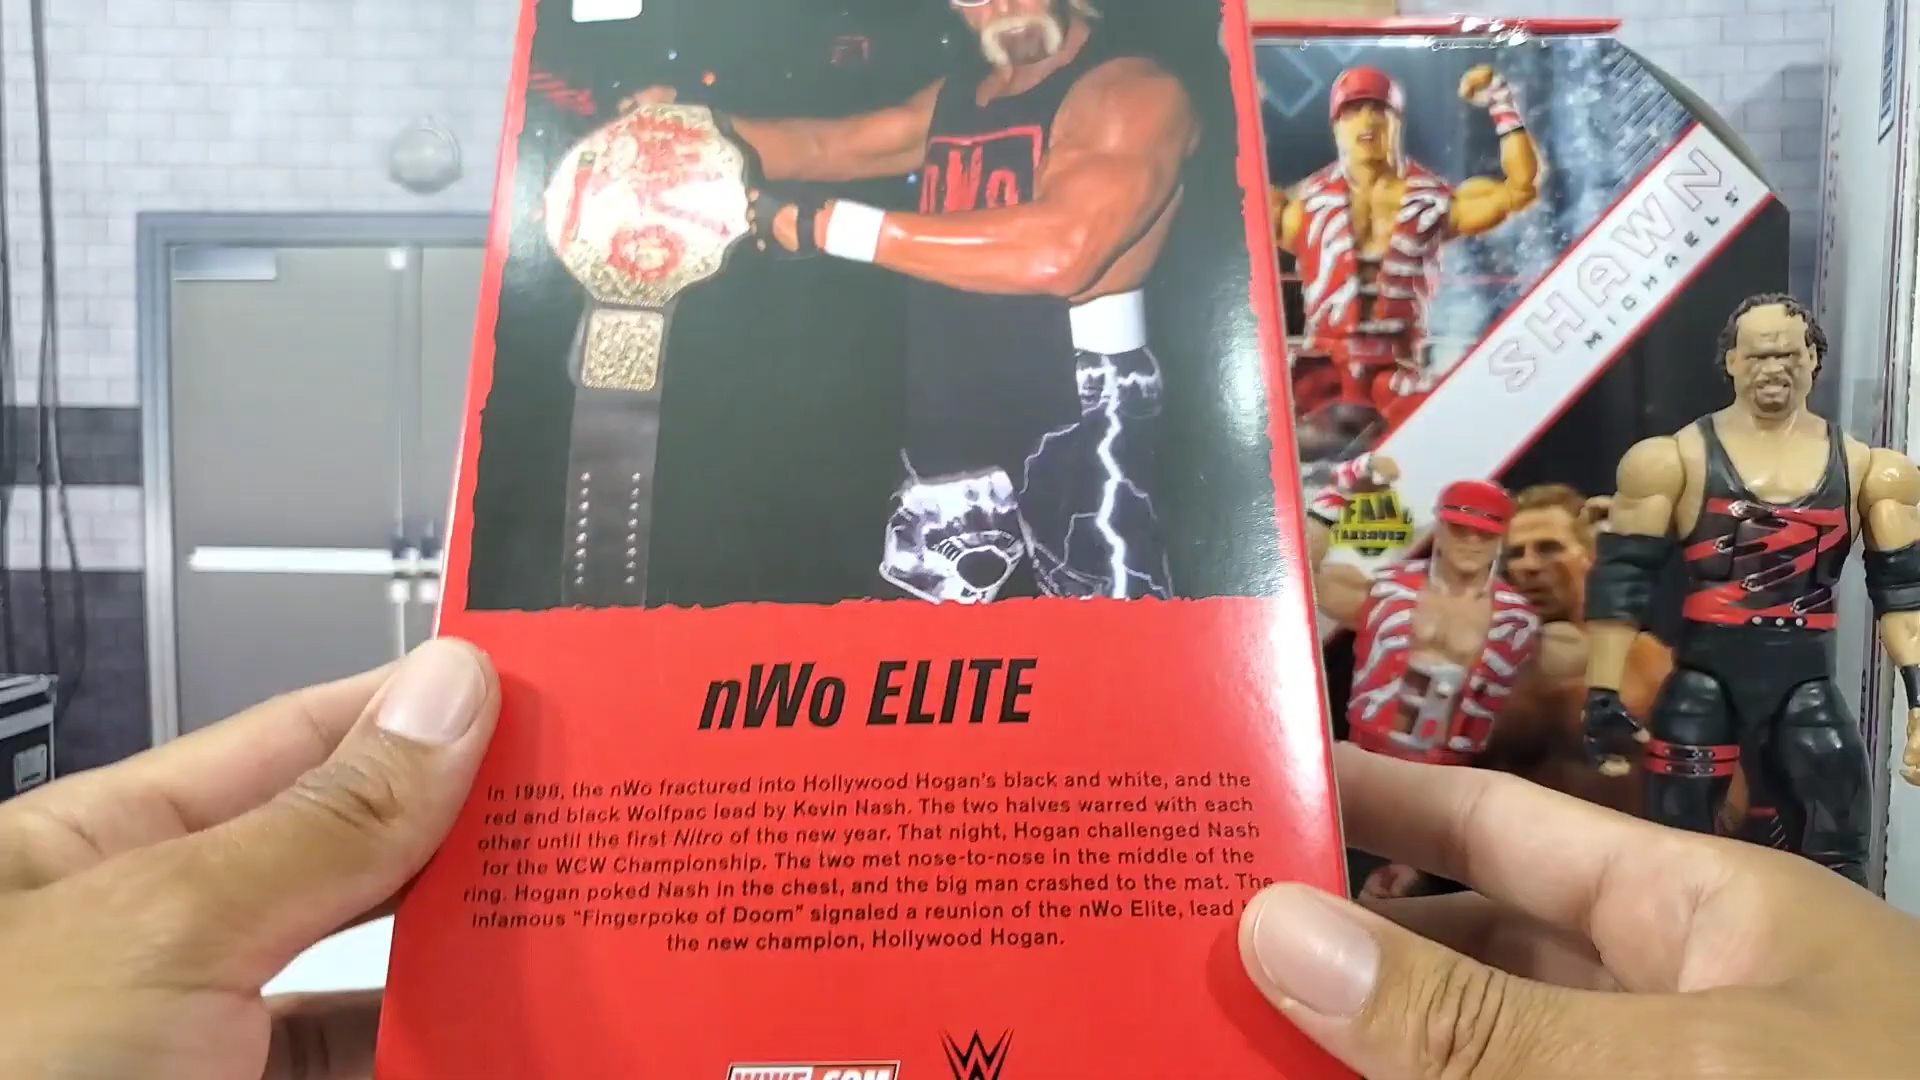 nWo
SHAWN
MICHAELS
FAN
TAKEOVER
nWo ELITE
In 1998, the nWo fractured into Hollywood Hogan's black and white, and the
red and black Wolfpac lead by Kevin Nash. The two halves warred with each
other until the first Nitro of the new year. That night, Hogan challenged Nash
for the WCW Championship. The two met nose-to-nose in the middle of the
ring. Hogan poked Nash in the chest, and the big man crashed to the mat. The
infamous "Fingerpoke of Doom" signaled a reunion of the nWo Elite, lead
the new champion, Hollywood Hogan.
WWE.COM
W